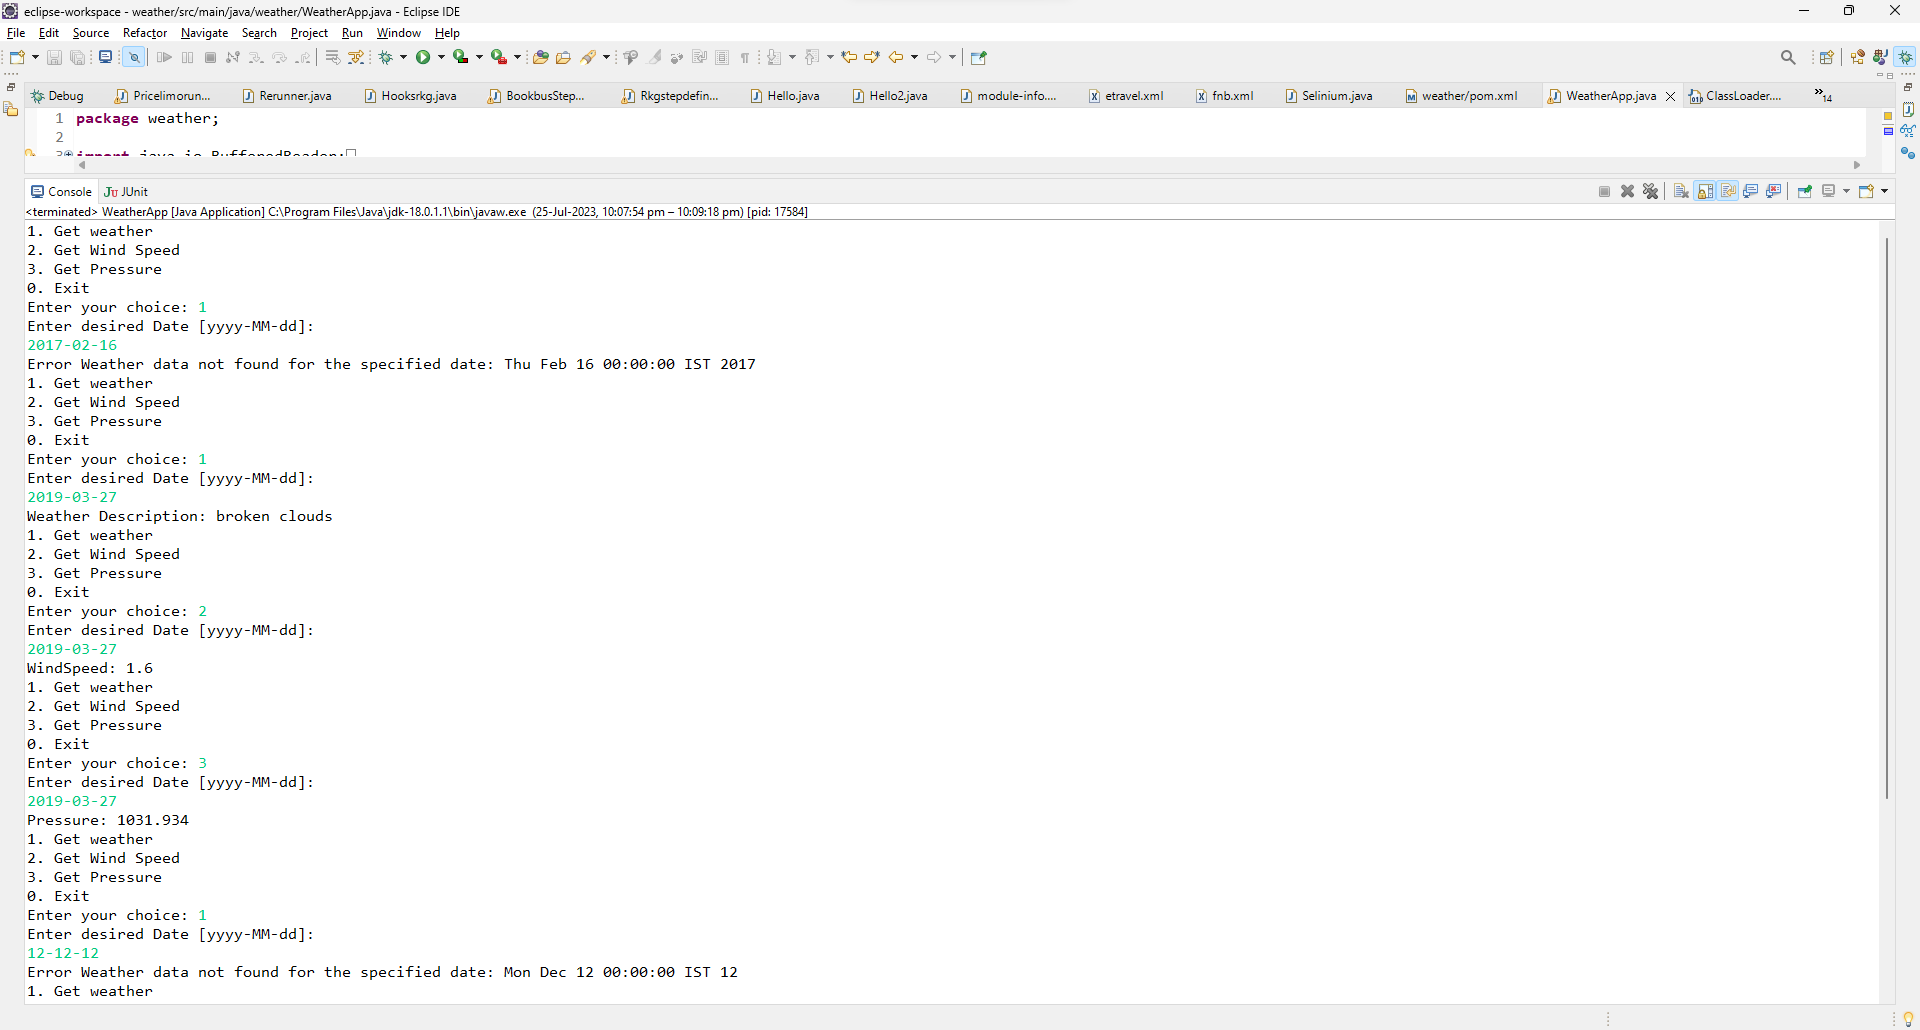 eclipse-workspace - weather/src/main/java/weather/WeatherApp.java - Eclipse IDE
File Edit Source Refactor Navigate Search Project Run Window Help
Debug Pricelimorun... Rerunner.java Hooksrkg.java BookbusStep... Rkgstepdefin... Hello.java Hello2.java module-info.... etravel.xml fnb.xml Selinium.java weather/pom.xml WeatherApp.java ClassLoader.... »14
1 package weather;
2
3 import java.io.BufferedReader;
Console JUnit
<terminated> WeatherApp [Java Application] C:\Program Files\Java\jdk-18.0.1.1\bin\javaw.exe (25-Jul-2023, 10:07:54 pm – 10:09:18 pm) [pid: 17584]
1. Get weather
2. Get Wind Speed
3. Get Pressure
0. Exit
Enter your choice: 1
Enter desired Date [yyyy-MM-dd]:
2017-02-16
Error Weather data not found for the specified date: Thu Feb 16 00:00:00 IST 2017
1. Get weather
2. Get Wind Speed
3. Get Pressure
0. Exit
Enter your choice: 1
Enter desired Date [yyyy-MM-dd]:
2019-03-27
Weather Description: broken clouds
1. Get weather
2. Get Wind Speed
3. Get Pressure
0. Exit
Enter your choice: 2
Enter desired Date [yyyy-MM-dd]:
2019-03-27
WindSpeed: 1.6
1. Get weather
2. Get Wind Speed
3. Get Pressure
0. Exit
Enter your choice: 3
Enter desired Date [yyyy-MM-dd]:
2019-03-27
Pressure: 1031.934
1. Get weather
2. Get Wind Speed
3. Get Pressure
0. Exit
Enter your choice: 1
Enter desired Date [yyyy-MM-dd]:
12-12-12
Error Weather data not found for the specified date: Mon Dec 12 00:00:00 IST 12
1. Get weather